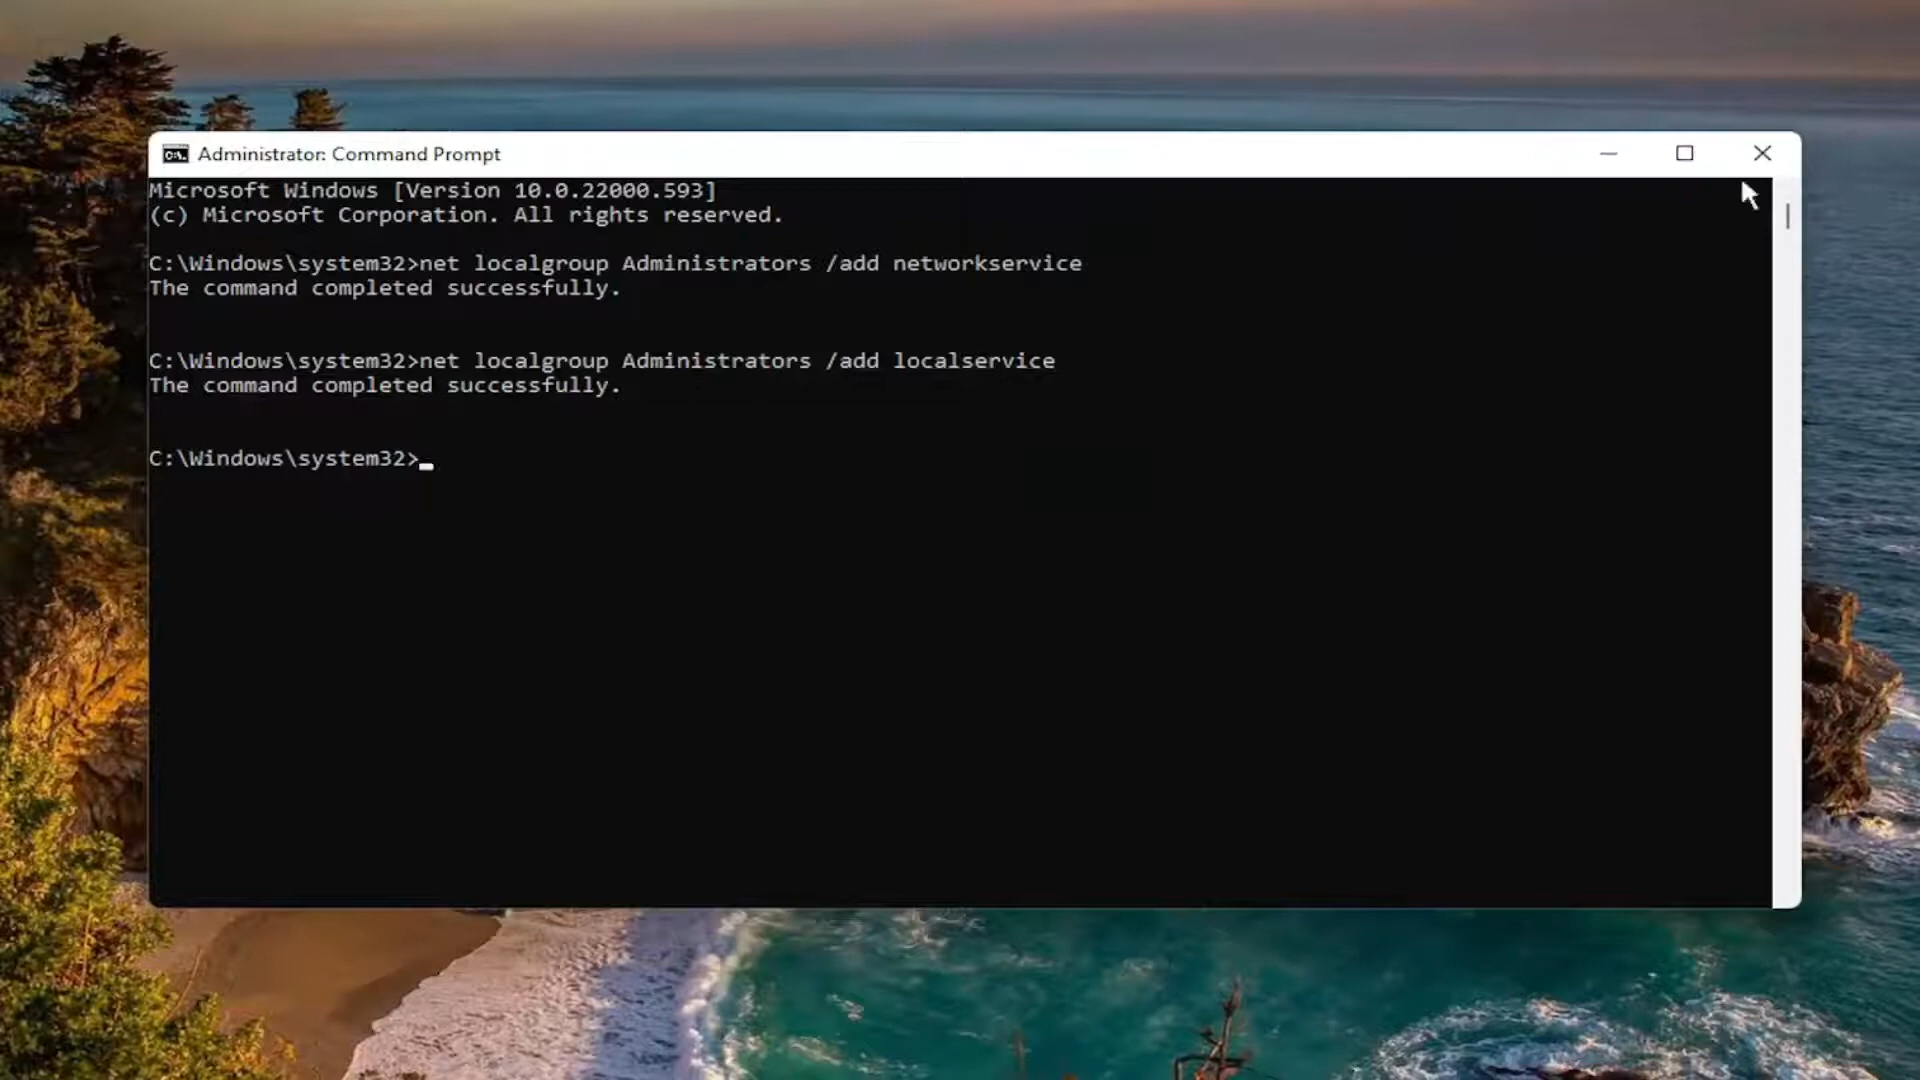 Administrator: Command Prompt
Microsoft Windows [Version 10.0.22000.593]
(c) Microsoft Corporation. All rights reserved.
C:\Windows\system32>net localgroup Administrators /add networkservice
The command completed successfully.
C:\Windows\system32>net localgroup Administrators /add localservice
The command completed successfully.
C:\Windows\system32>